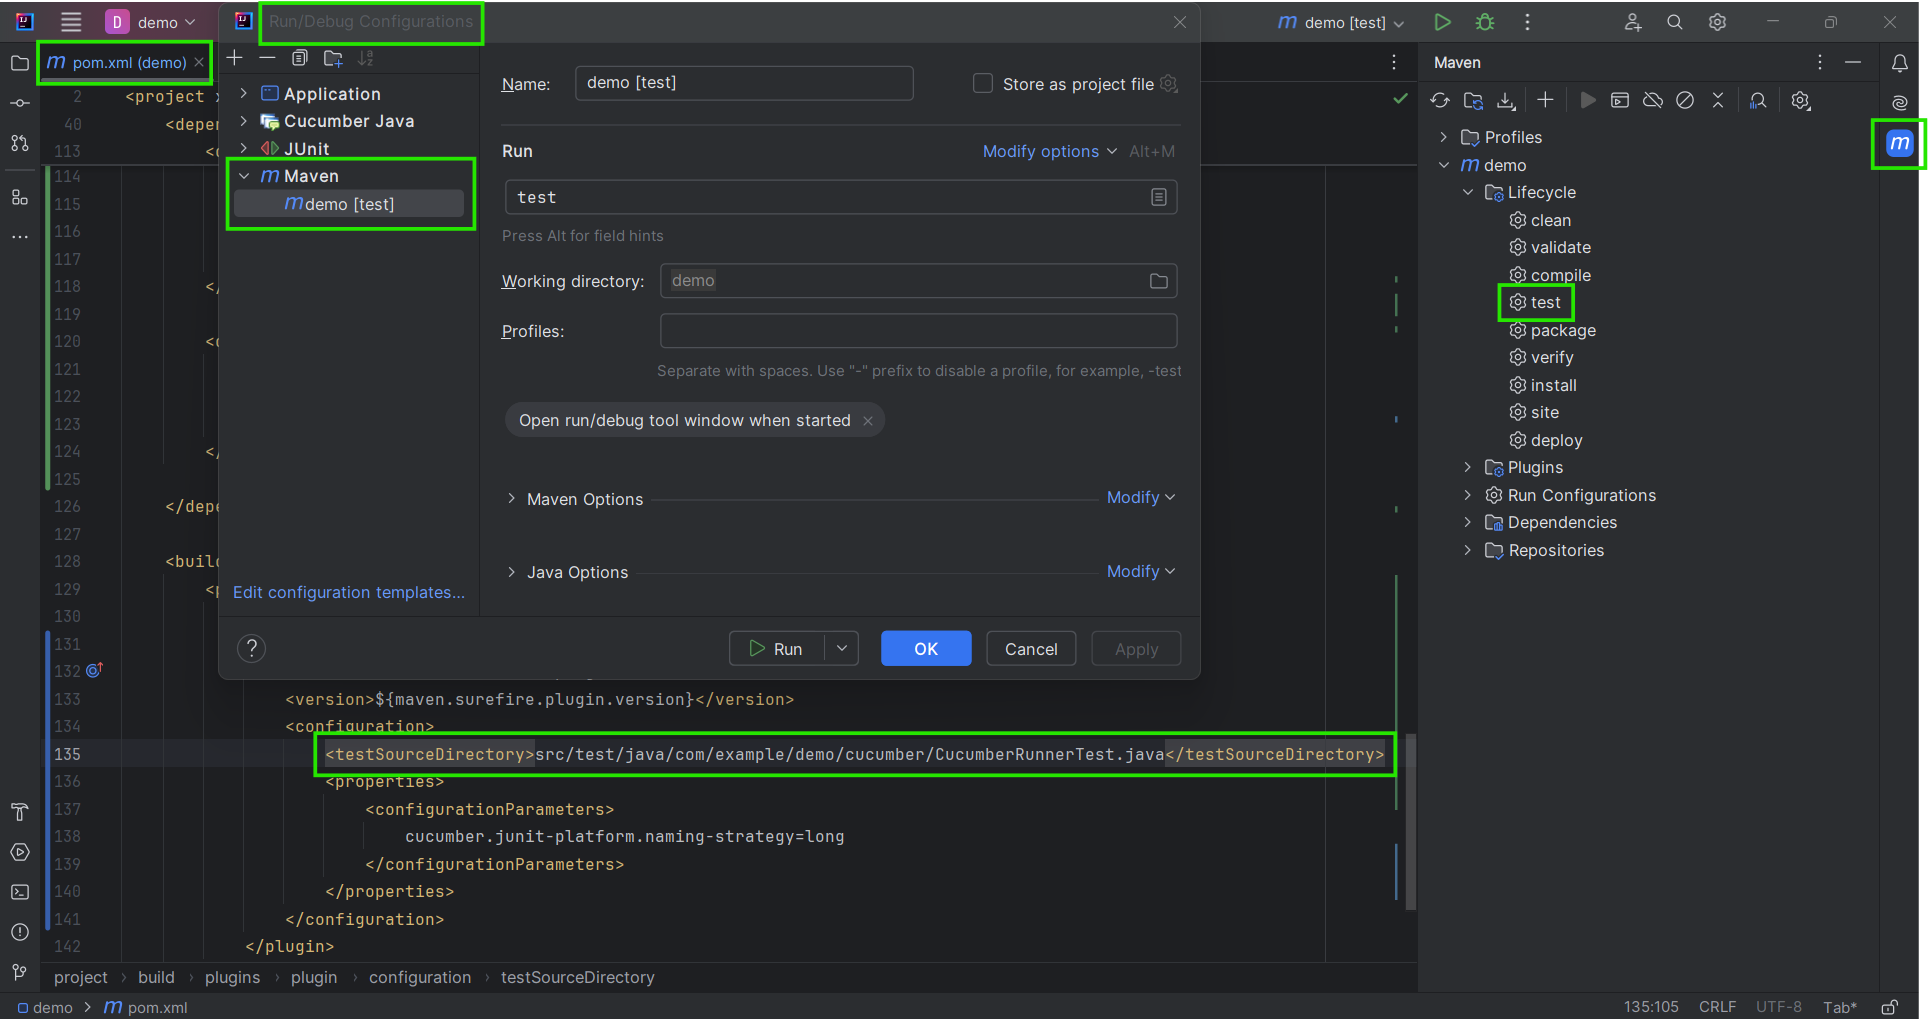 D demo
Run/Debug Configurations
m demo [test]
m pom.xml (demo)
Name: demo [test]
Store as project file
Application
Cucumber Java
JUnit
m Maven
m demo [test]
Run
Modify options Alt+M
test
Press Alt for field hints
Working directory: demo
Profiles:
Separate with spaces. Use "-" prefix to disable a profile, for example, -test
Open run/debug tool window when started
Maven Options Modify
Java Options Modify
Edit configuration templates...
? Run OK Cancel Apply
2 <project
40
113
114
115
116
117
118 </
119
120
121
122
123
124 </
125
126
127
128
129
130
131
132
133 <version>${maven.surefire.plugin.version}</version>
134 <configuration>
135 <testSourceDirectory>src/test/java/com/example/demo/cucumber/CucumberRunnerTest.java</testSourceDirectory>
136 <properties>
137 <configurationParameters>
138 cucumber.junit-platform.naming-strategy=long
139 </configurationParameters>
140 </properties>
141 </configuration>
142 </plugin>
project › build › plugins › plugin › configuration › testSourceDirectory
demo > m pom.xml
135:105 CRLF UTF-8 Tab*
Maven
m
Profiles
m demo
Lifecycle
clean
validate
compile
test
package
verify
install
site
deploy
Plugins
Run Configurations
Dependencies
Repositories